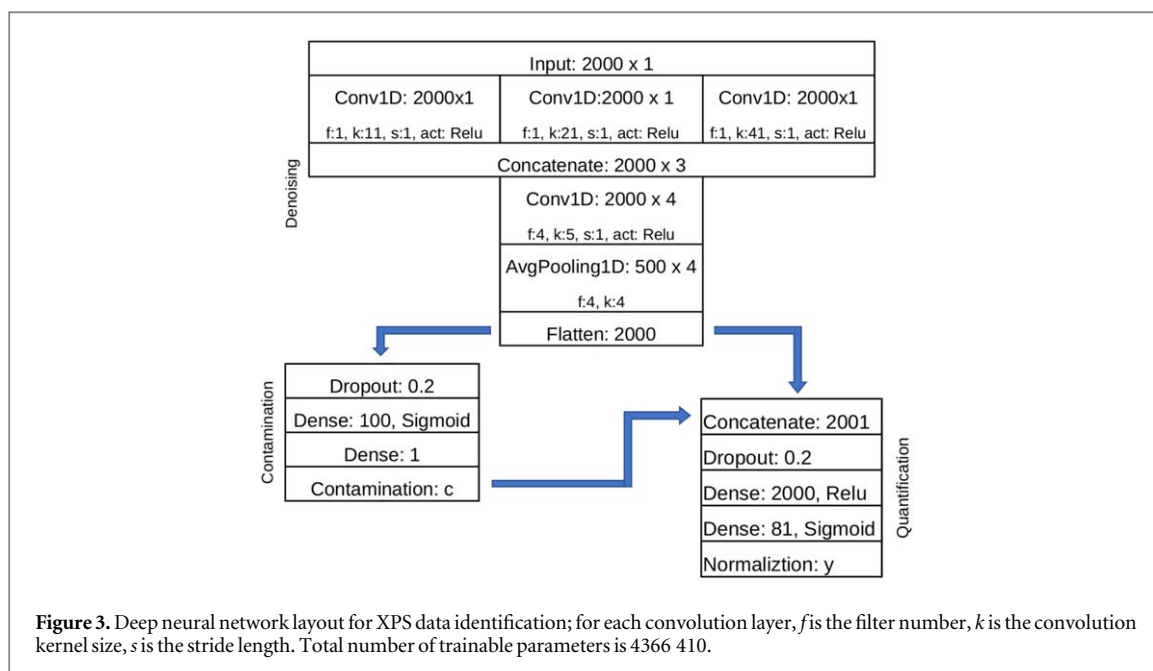 Input: 2000 x 1
Conv1D: 2000x1
f:1, k:11, s:1, act: Relu
Conv1D:2000 x 1
f:1, k:21, s:1, act: Relu
Conv1D: 2000x1
f:1, k:41, s:1, act: Relu
Concatenate: 2000 x 3
Denoising
Conv1D: 2000 x 4
f:4, k:5, s:1, act: Relu
AvgPooling1D: 500 x 4
f:4, k:4
Flatten: 2000
Contamination
Dropout: 0.2
Dense: 100, Sigmoid
Dense: 1
Contamination: c
Concatenate: 2001
Dropout: 0.2
Dense: 2000, Relu
Dense: 81, Sigmoid
Normaliztion: y
Quantification
Figure 3. Deep neural network layout for XPS data identification; for each convolution layer, f is the filter number, k is the convolution
kernel size, s is the stride length. Total number of trainable parameters is 4366 410.